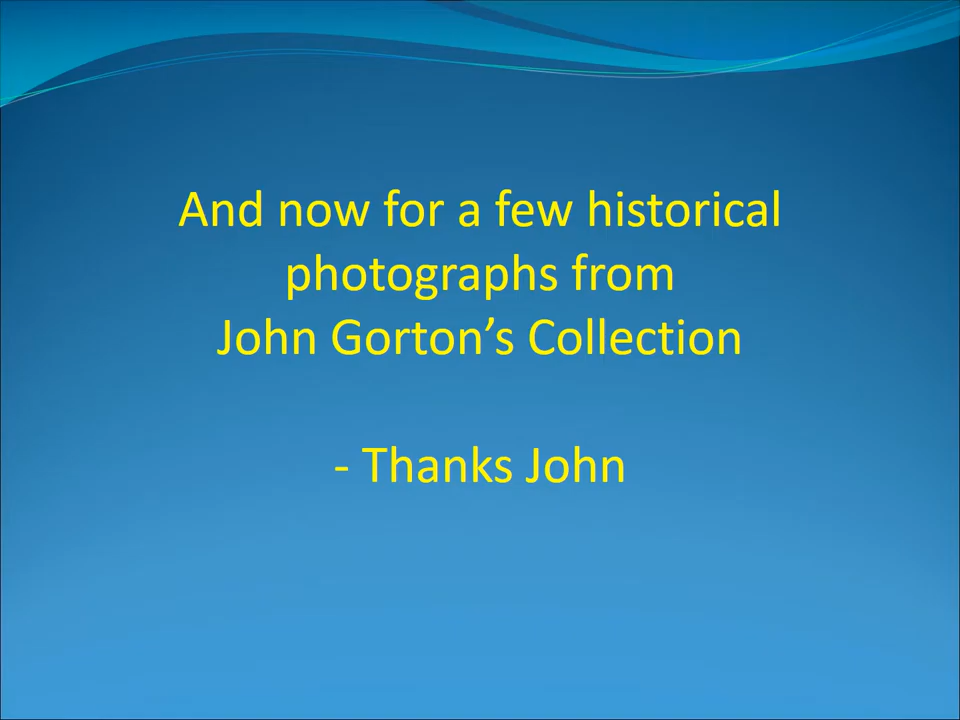 And now for a few historical
photographs from
John Gorton’s Collection
- Thanks John